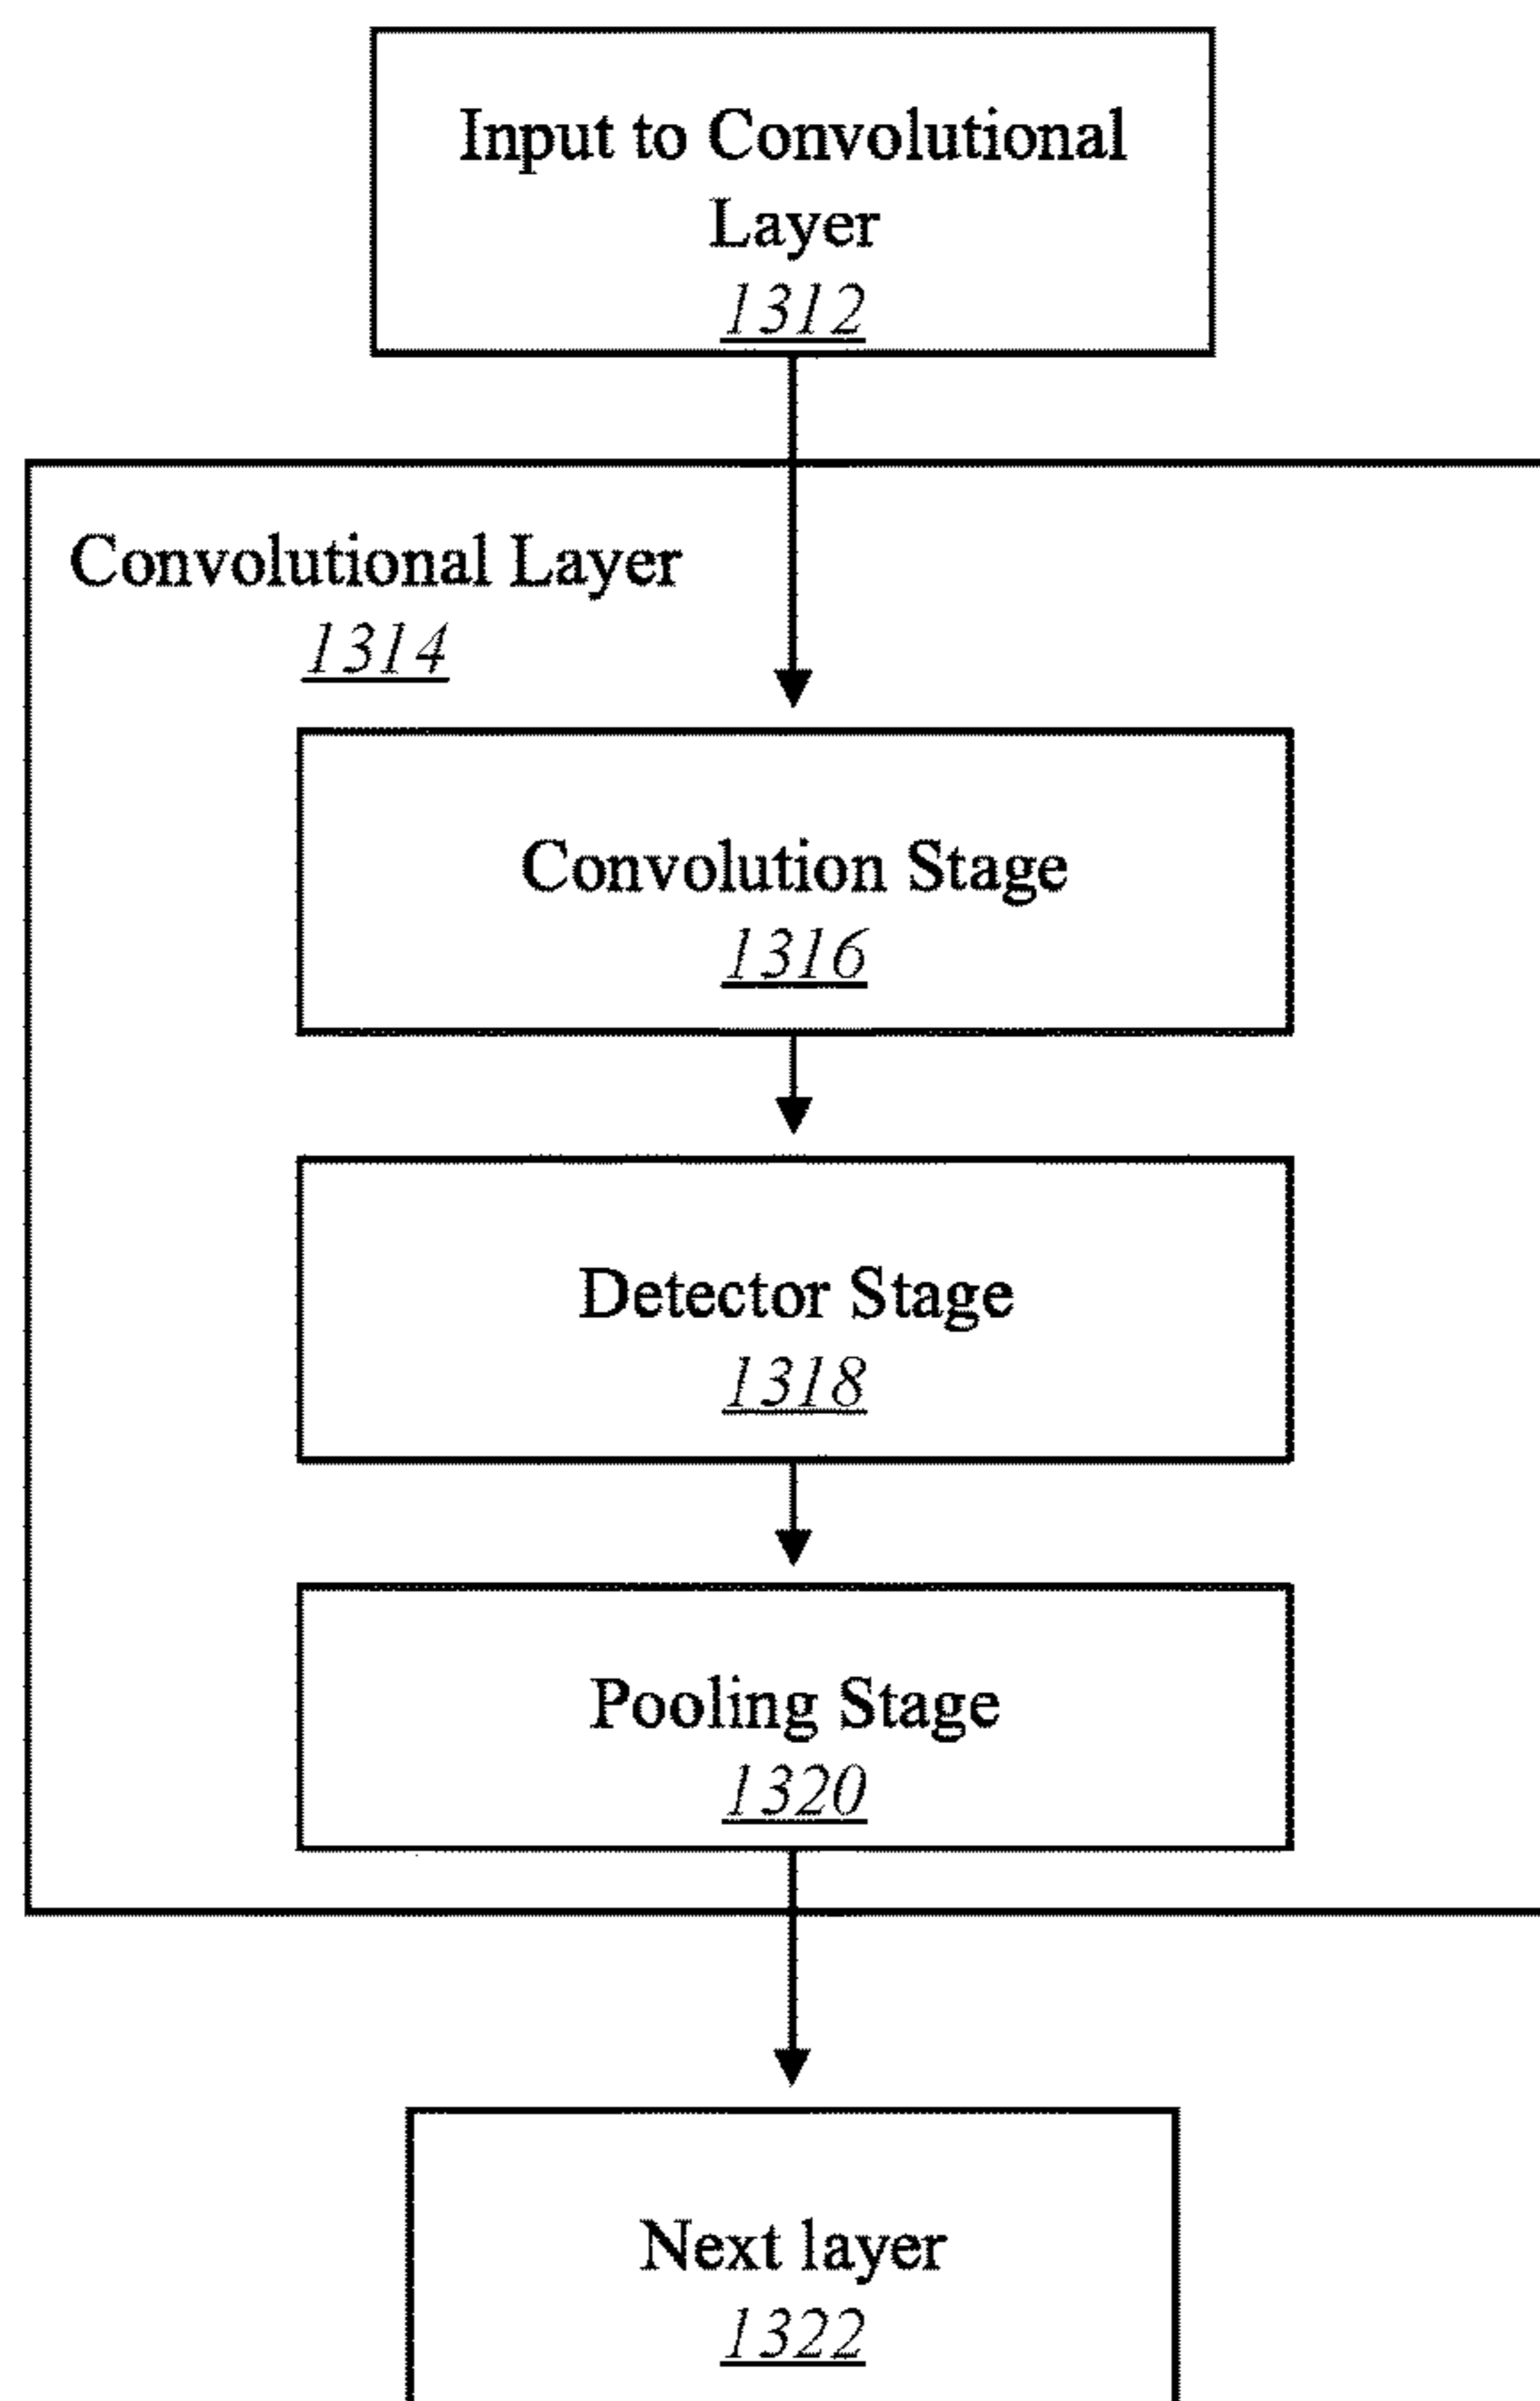 Input to Convolutional
Layer
1312
Convolutional Layer
1314
Convolution Stage
1316
Detector Stage
1318
Pooling Stage
1320
Next layer
1322